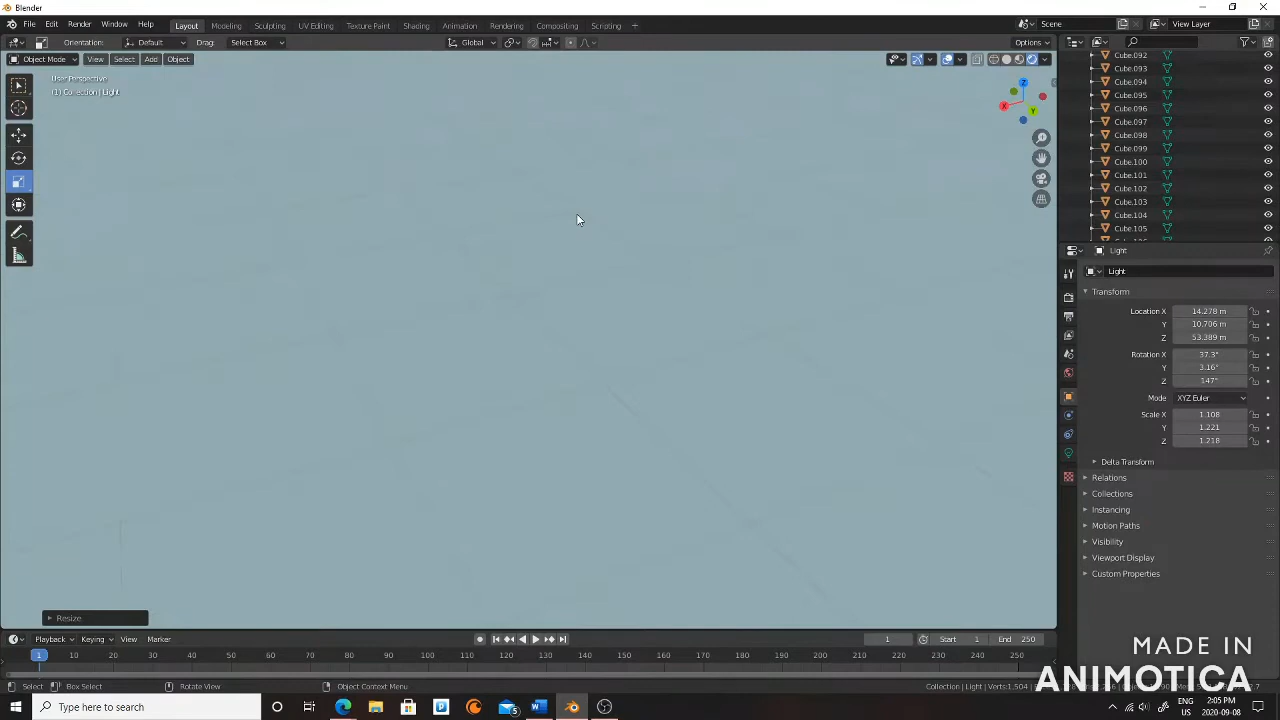 Blender
File Edit Render Window Help Layout Modeling Sculpting UV Editing Texture Paint Shading Animation Rendering Compositing Scripting + Scene View Layer
Orientation: Default Drag: Select Box Global Options
Object Mode View Select Add Object
User Perspective
(1) Collection | Light
Z
X
Y
Cube.092
Cube.093
Cube.094
Cube.095
Cube.096
Cube.097
Cube.098
Cube.099
Cube.100
Cube.101
Cube.102
Cube.103
Cube.104
Cube.105
Light
Light
Transform
Location X 14.278 m
Y 10.706 m
Z 53.389 m
Rotation X 37.3°
Y 3.16°
Z 147°
Mode XYZ Euler
Scale X 1.108
Y 1.221
Z 1.218
Delta Transform
Relations
Collections
Instancing
Motion Paths
Visibility
Viewport Display
Custom Properties
Resize
Playback Keying View Marker 1 Start 1 End 250
1 10 20 30 40 50 60 70 80 90 100 110 120 130 140 150 160 170 180 190 200 210 220 230 240 250
Select Box Select Rotate View Object Context Menu Collection | Light | Verts:1,504
MADE IN
ANIMOTICA
Type here to search 5 ENG 2:05 PM
US 2020-09-08